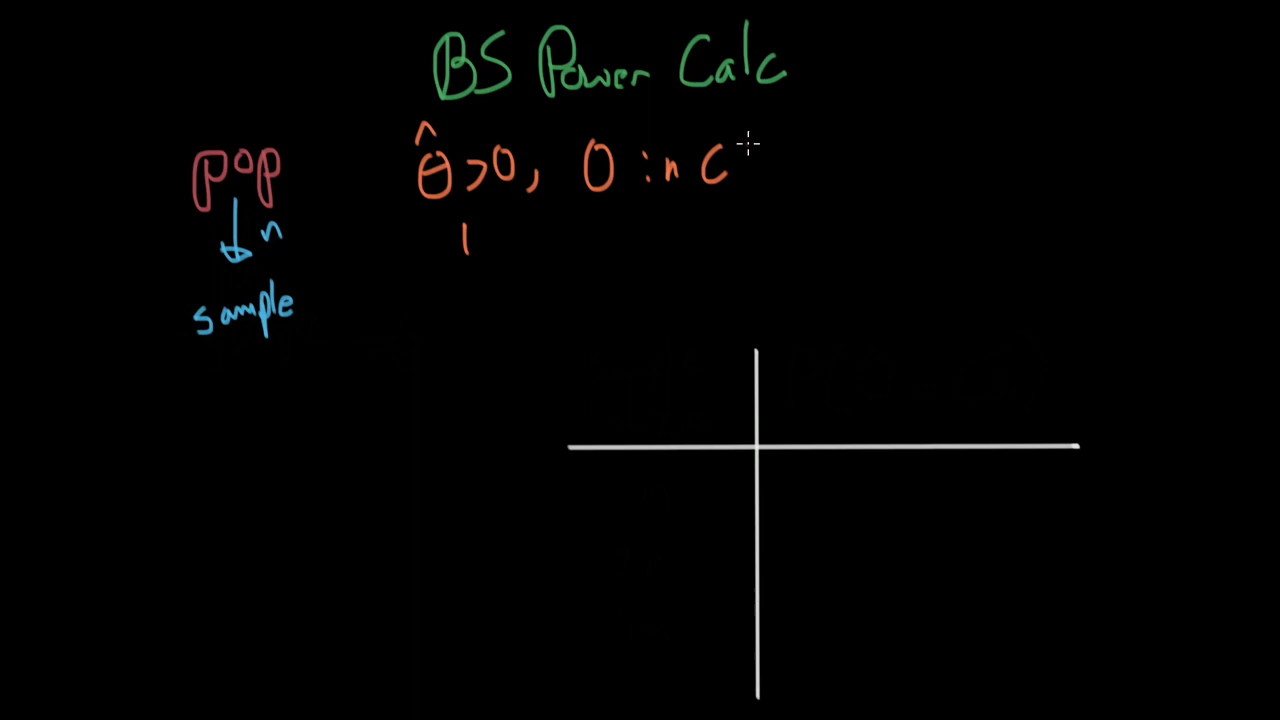 BS Power Calc
pop
θ̂ >0, 0 in C
n
|
sample